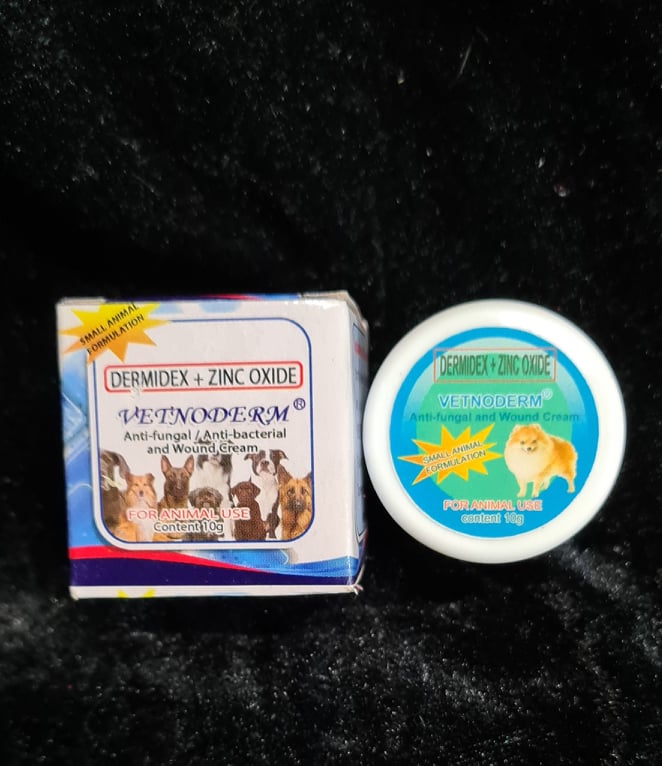 SMALL ANIMAL
FORMULATION
DERMIDEX + ZINC OXIDE
VETNODERM®
Anti-fungal / Anti-bacterial
and Wound Cream
FOR ANIMAL USE
Content 10g
DERMIDEX + ZINC OXIDE
VETNODERM®
Anti-fungal and Wound Cream
SMALL ANIMAL
FORMULATION
FOR ANIMAL USE
content 10g